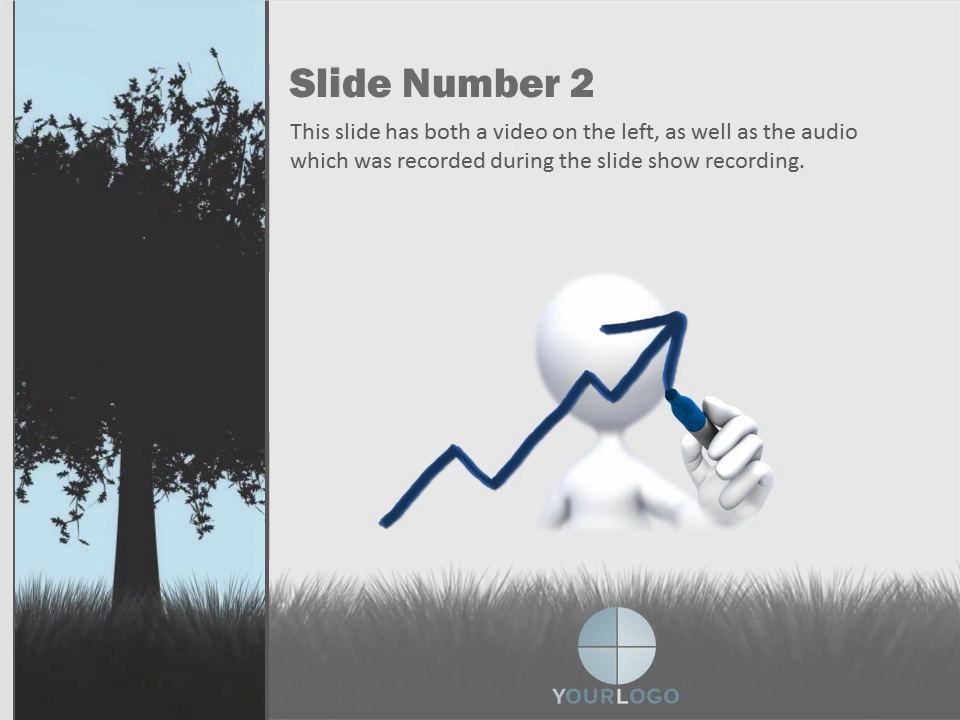 Slide Number 2
This slide has both a video on the left, as well as the audio
which was recorded during the slide show recording.
YOURLOGO